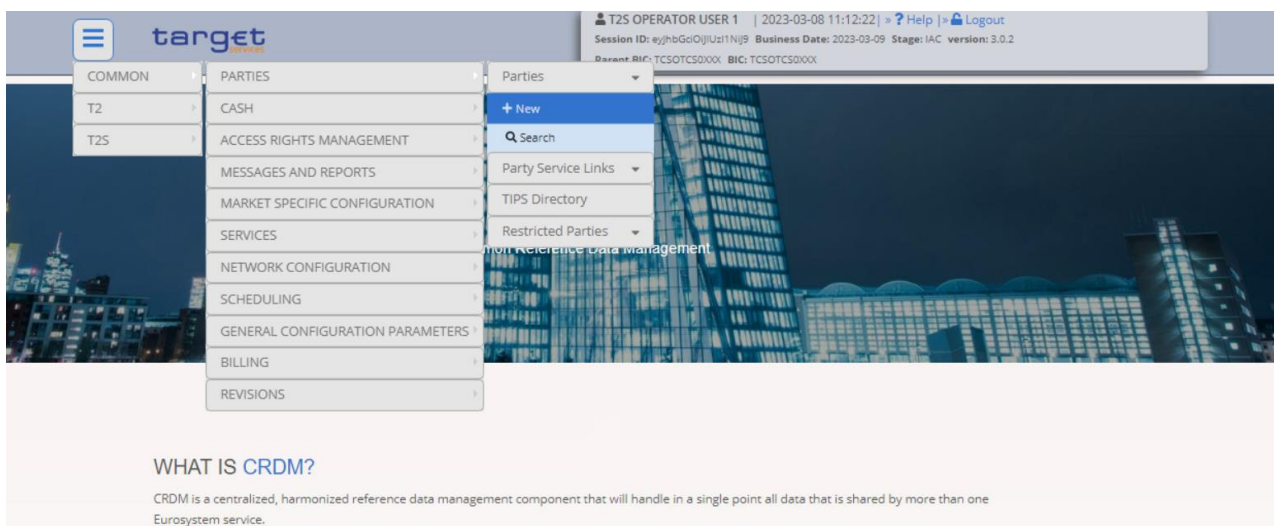 T2S OPERATOR USER 1 | 2023-03-08 11:12:22| » ? Help |» Logout
Session ID: eyJhbGciOiJIUzI1NiJ9 Business Date: 2023-03-09 Stage: IAC version: 3.0.2
Parent BIC: TCSOTCS0XXX BIC: TCSOTCS0XXX
target
services
COMMON
T2
T2S
PARTIES
CASH
ACCESS RIGHTS MANAGEMENT
MESSAGES AND REPORTS
MARKET SPECIFIC CONFIGURATION
SERVICES
NETWORK CONFIGURATION
SCHEDULING
GENERAL CONFIGURATION PARAMETERS
BILLING
REVISIONS
Parties
+ New
Search
Party Service Links
TIPS Directory
Restricted Parties
Reference Data Management
WHAT IS CRDM?
CRDM is a centralized, harmonized reference data management component that will handle in a single point all data that is shared by more than one
Eurosystem service.